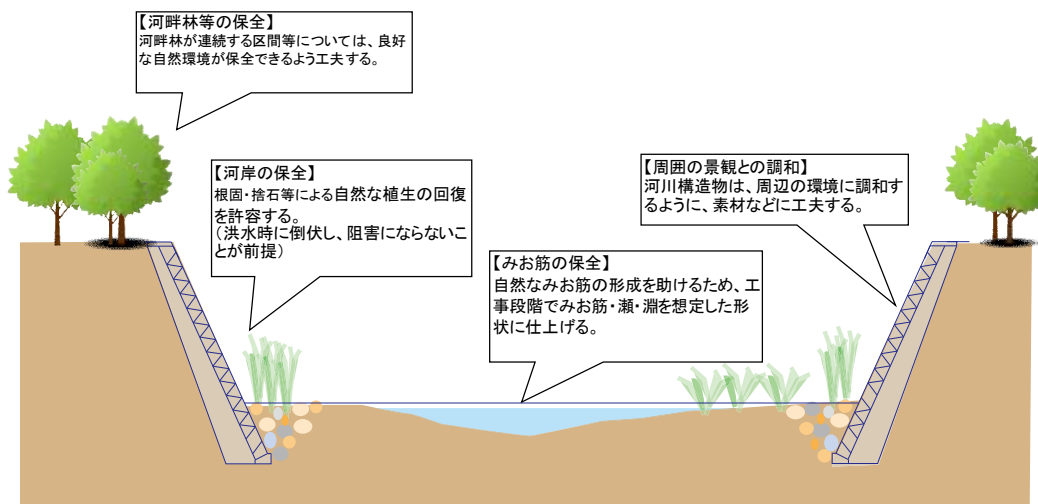 【河畔林等の保全】
河畔林が連続する区間等については、良好
な自然環境が保全できるよう工夫する。
【河岸の保全】
根固・捨石等による自然な植生の回復
を許容する。
（洪水時に倒伏し、阻害にならないこ
とが前提）
【周囲の景観との調和】
河川構造物は、周辺の環境に調和す
るように、素材などに工夫する。
【みお筋の保全】
自然なみお筋の形成を助けるため、工
事段階でみお筋・瀬・淵を想定した形
状に仕上げる。